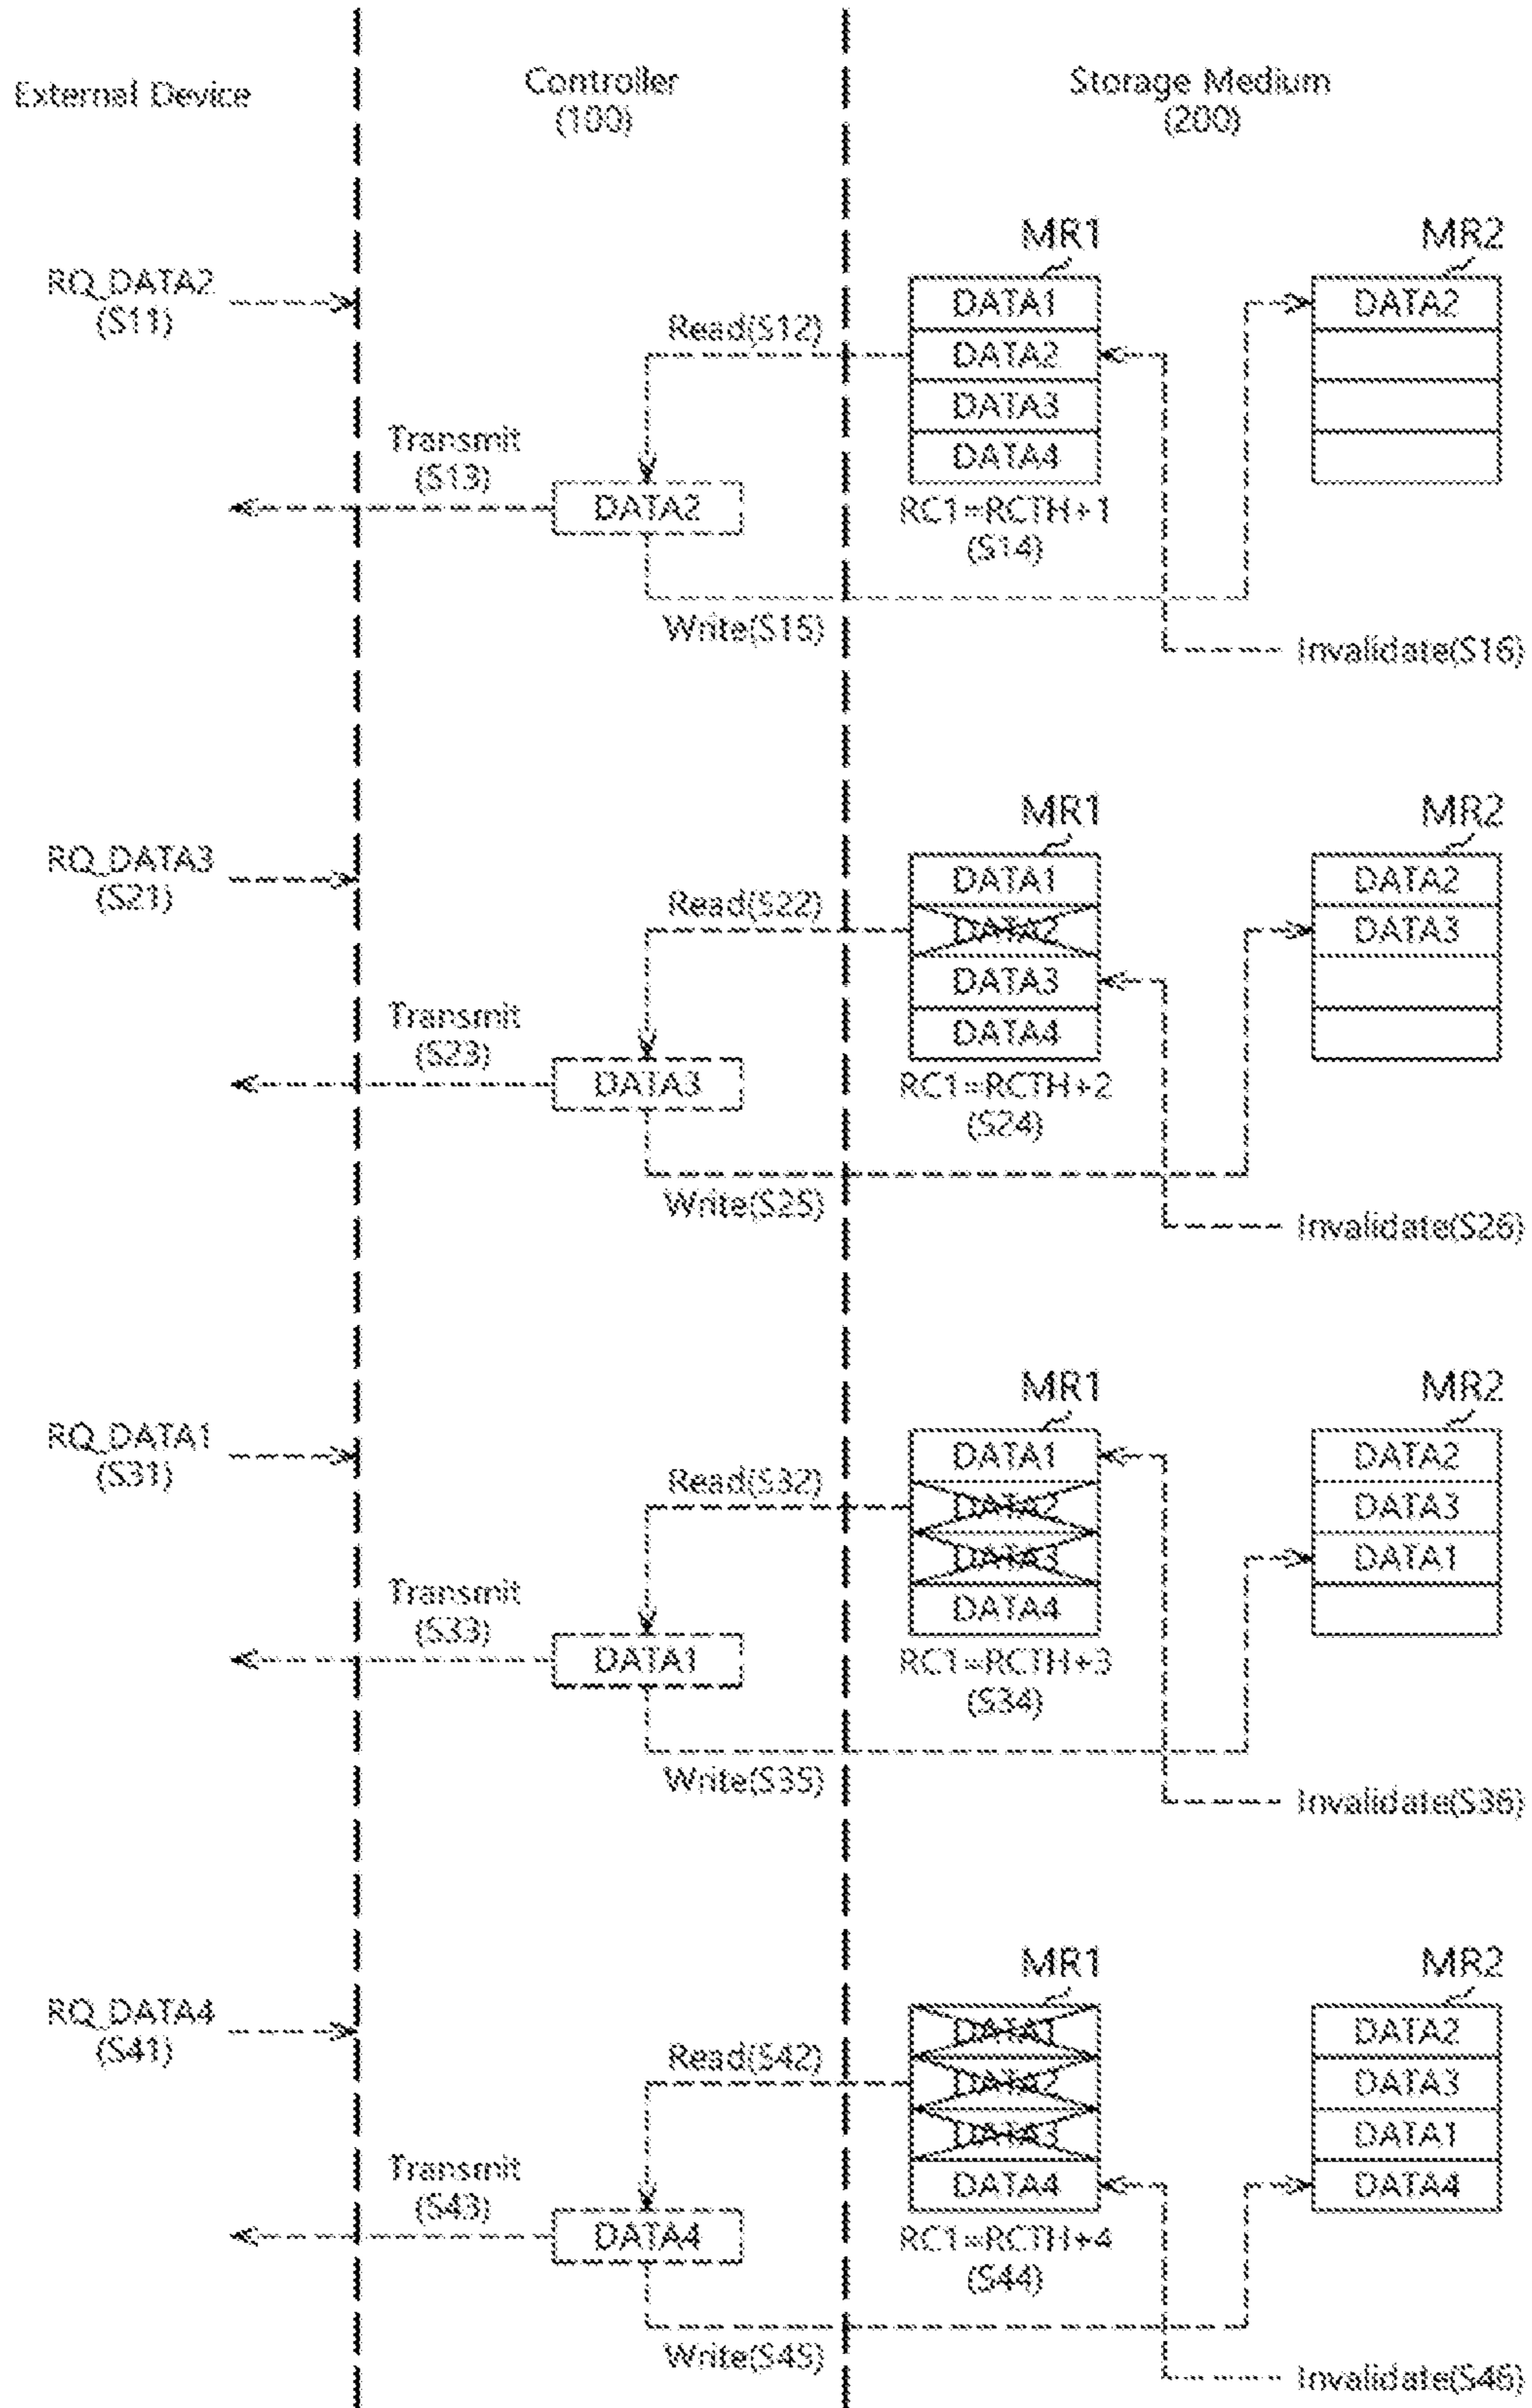 External Device
Controller
(100)
Storage Medium
(200)
MR1
MR2
RQ_DATA2
(S11)
Read(S12)
DATA1
DATA2
DATA3
DATA4
DATA2
Transmit
(S13)
DATA2
RC1=RCTH+1
(S14)
Write(S15)
Invalidate(S16)
MR1
MR2
RQ_DATA3
(S21)
Read(S22)
DATA1
DATA2
DATA3
DATA4
DATA2
DATA3
Transmit
(S23)
DATA3
RC1=RCTH+2
(S24)
Write(S25)
Invalidate(S26)
MR1
MR2
RQ_DATA1
(S31)
Read(S32)
DATA1
DATA2
DATA3
DATA4
DATA2
DATA3
DATA1
Transmit
(S33)
DATA1
RC1=RCTH+3
(S34)
Write(S35)
Invalidate(S36)
MR1
MR2
RQ_DATA4
(S41)
Read(S42)
DATA1
DATA2
DATA3
DATA4
DATA2
DATA3
DATA1
DATA4
Transmit
(S43)
DATA4
RC1=RCTH+4
(S44)
Write(S45)
Invalidate(S46)